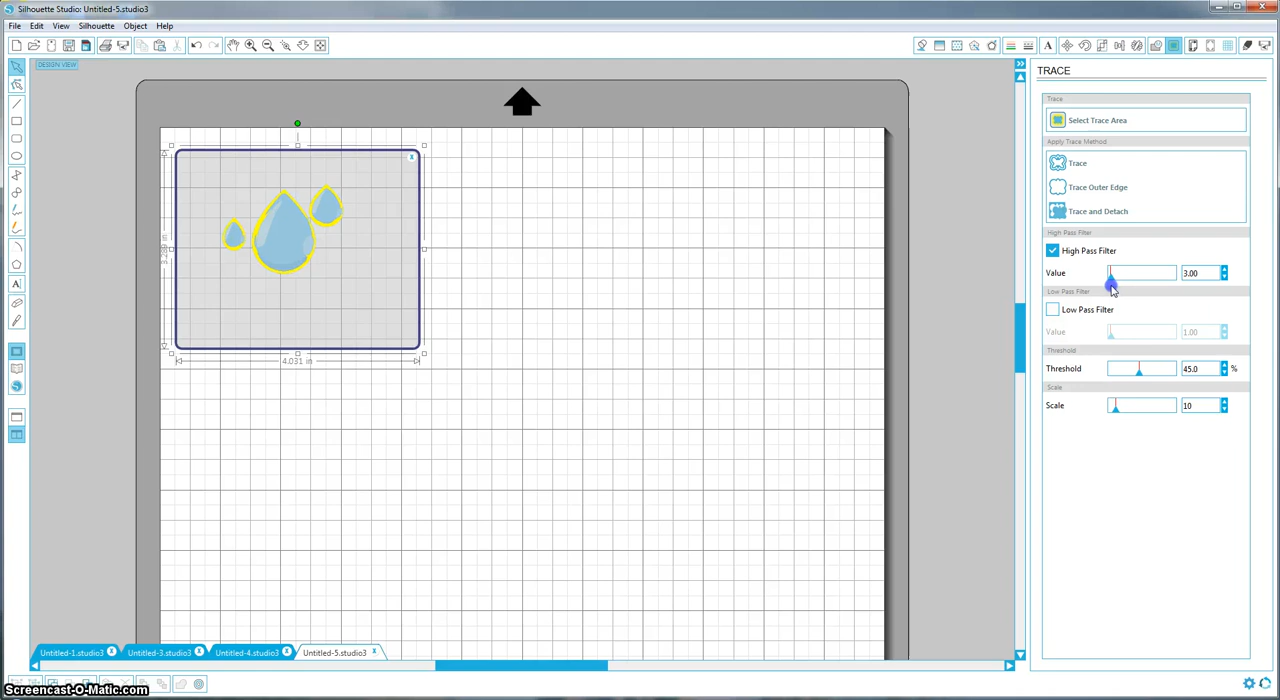 Silhouette Studio: Untitled-5.studio3
File Edit View Silhouette Object Help
DESIGN VIEW
TRACE
Trace
Select Trace Area
Apply Trace Method
Trace
Trace Outer Edge
Trace and Detach
High Pass Filter
High Pass Filter
Value 3.00
Low Pass Filter
Low Pass Filter
Value 1.00
Threshold
Threshold 45.0 %
Scale
Scale 10
4.031 in
Untitled-1.studio3 Untitled-3.studio3 Untitled-4.studio3 Untitled-5.studio3
Screencast-O-Matic.com